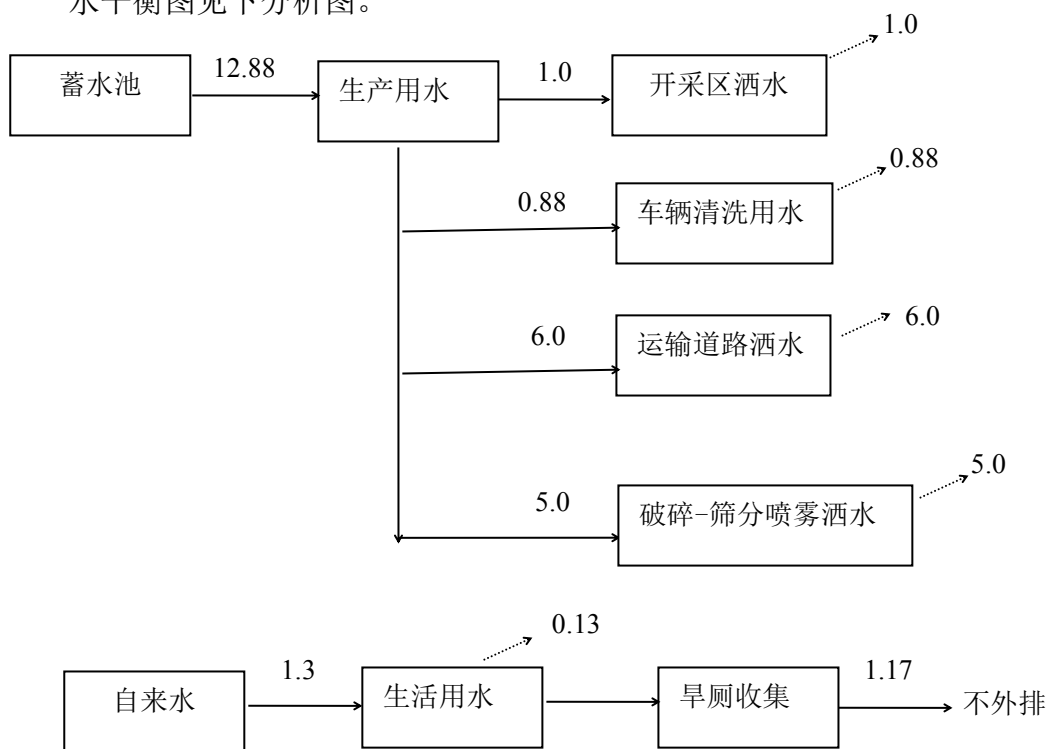 水平衡图见下分析图。
1.0
蓄水池
12.88
生产用水
1.0
开采区洒水
0.88
0.88
车辆清洗用水
6.0
6.0
运输道路洒水
5.0
5.0
破碎-筛分喷雾洒水
0.13
自来水
1.3
生活用水
旱厕收集
1.17
不外排